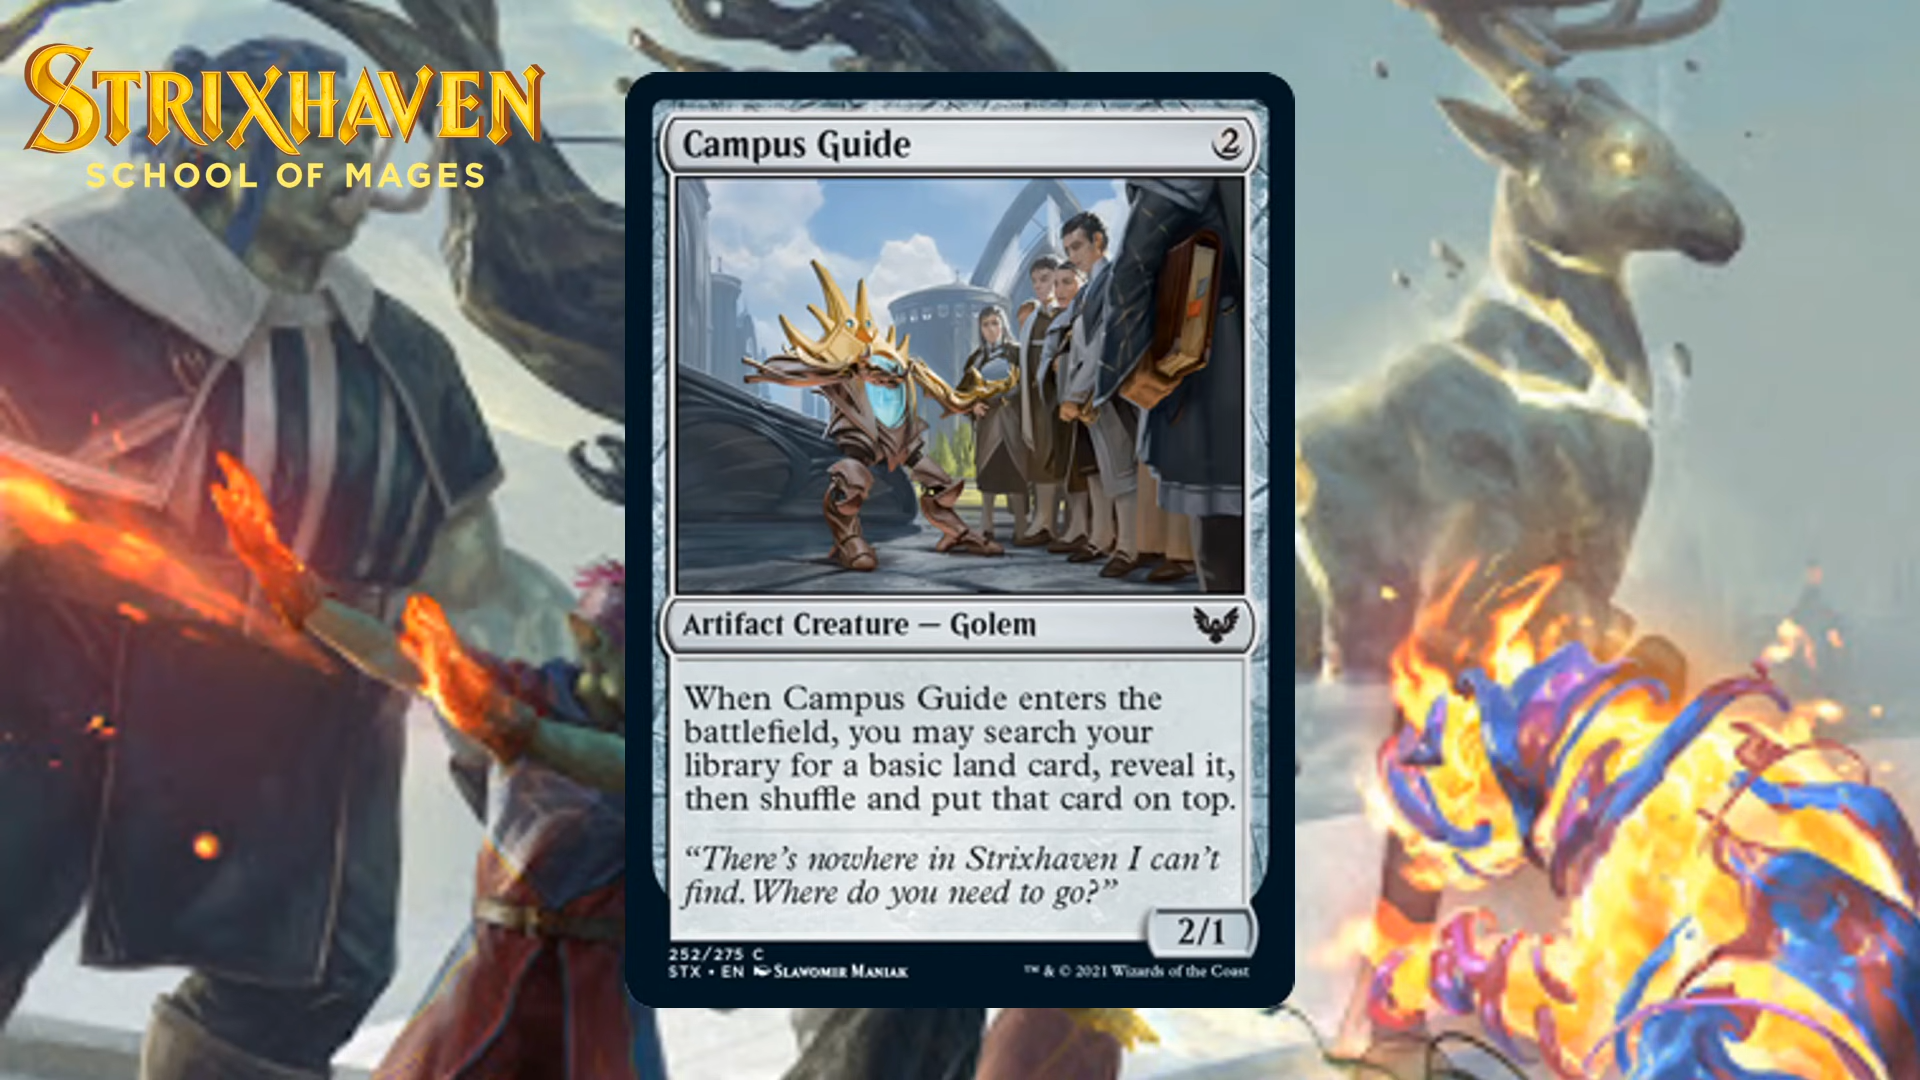 STRIXHAVEN
SCHOOL OF MAGES
Campus Guide 2
Artifact Creature — Golem
When Campus Guide enters the
battlefield, you may search your
library for a basic land card, reveal it,
then shuffle and put that card on top.
“There’s nowhere in Strixhaven I can’t
find. Where do you need to go?”
2/1
252/275 C
STX • EN Slawomir Maniak
™ & © 2021 Wizards of the Coast